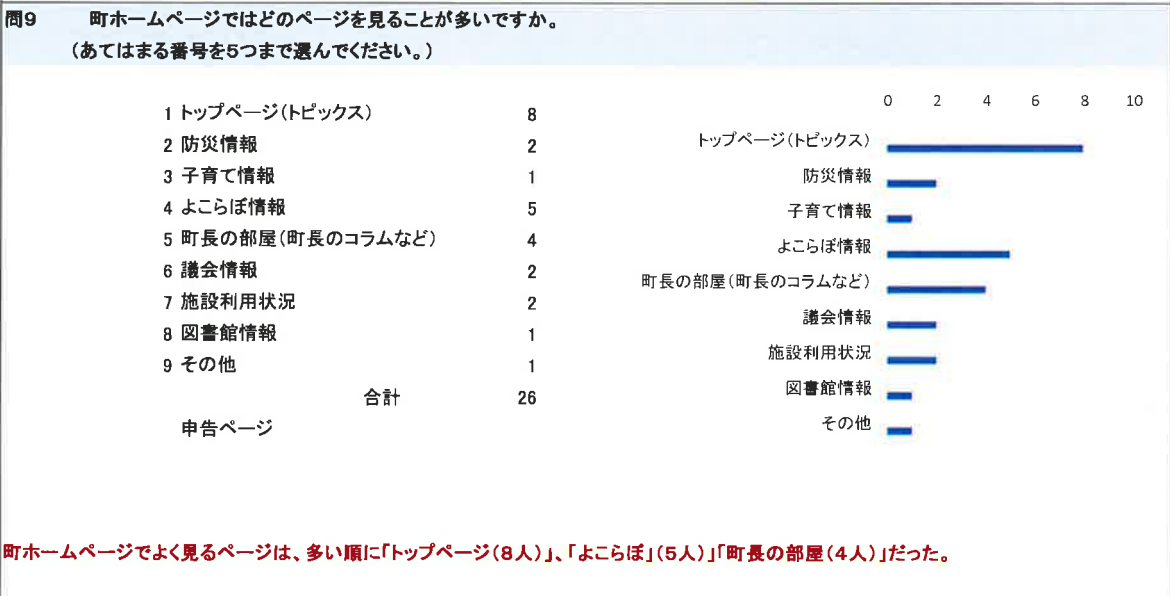 問9 町ホームページではどのページを見ることが多いですか。
(あてはまる番号を5つまで選んでください。)
1 トップページ(トピックス) 8
2 防災情報 2
3 子育て情報 1
4 よこらぼ情報 5
5 町長の部屋(町長のコラムなど) 4
6 議会情報 2
7 施設利用状況 2
8 図書館情報 1
9 その他 1
合計 26
申告ページ
0 2 4 6 8 10
トップページ(トピックス)
防災情報
子育て情報
よこらぼ情報
町長の部屋(町長のコラムなど)
議会情報
施設利用状況
図書館情報
その他
町ホームページでよく見るページは、多い順に「トップページ(8人)」、「よこらぼ」(5人)「町長の部屋(4人)」だった。